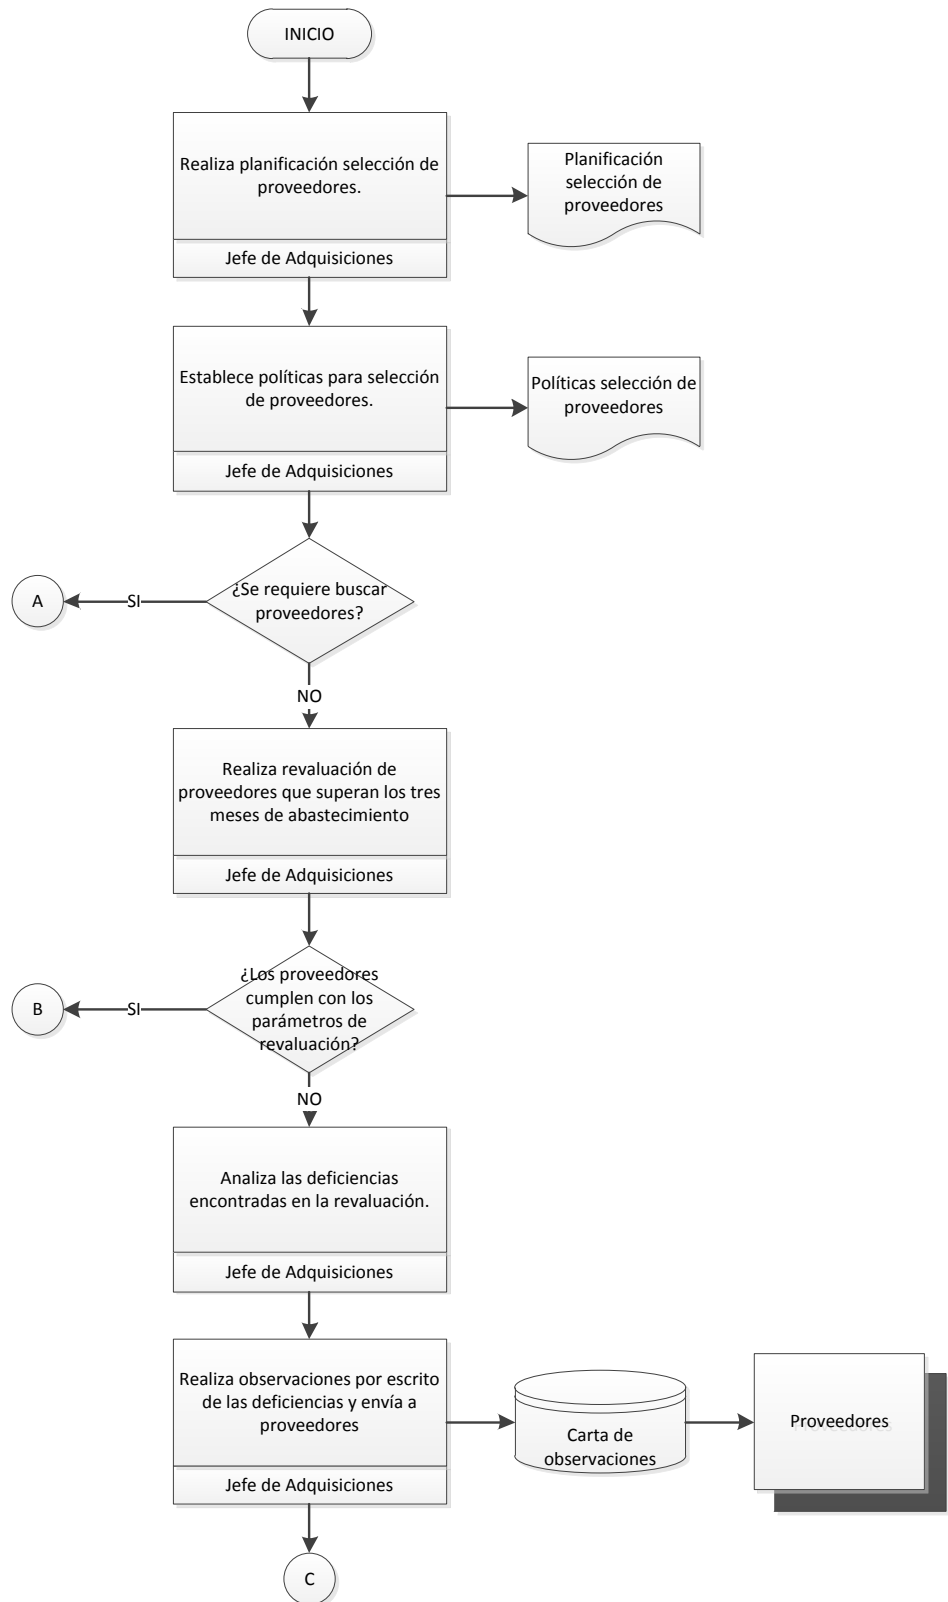 INICIO
Realiza planificación selección de
proveedores.
Jefe de Adquisiciones
Planificación
selección de
proveedores
Establece políticas para selección
de proveedores.
Jefe de Adquisiciones
Políticas selección de
proveedores
¿Se requiere buscar
proveedores?
SI
A
NO
Realiza revaluación de
proveedores que superan los tres
meses de abastecimiento
Jefe de Adquisiciones
¿Los proveedores
cumplen con los
parámetros de
revaluación?
SI
B
NO
Analiza las deficiencias
encontradas en la revaluación.
Jefe de Adquisiciones
Realiza observaciones por escrito
de las deficiencias y envía a
proveedores
Jefe de Adquisiciones
Carta de
observaciones
Proveedores
C